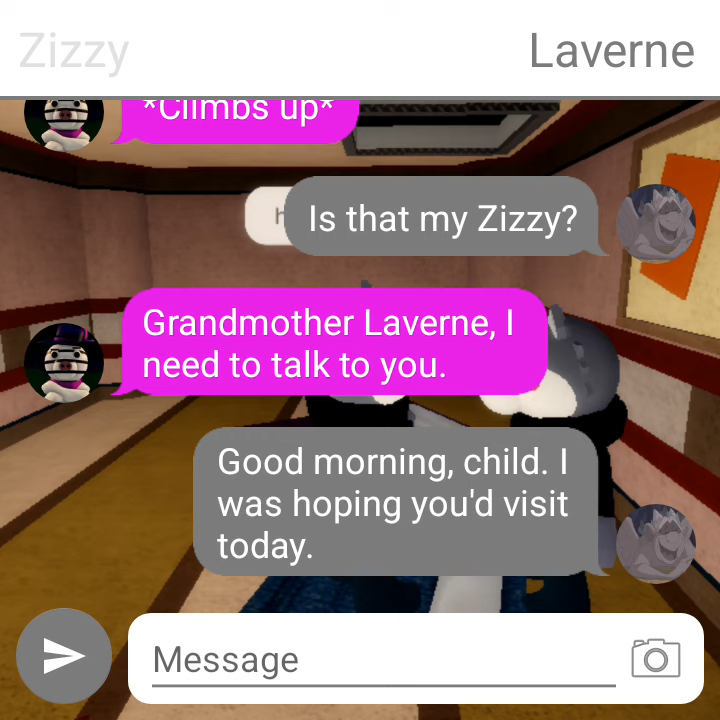 Zizzy
Laverne
*Climbs up*
Is that my Zizzy?
Grandmother Laverne, I
need to talk to you.
Good morning, child. I
was hoping you'd visit
today.
Message